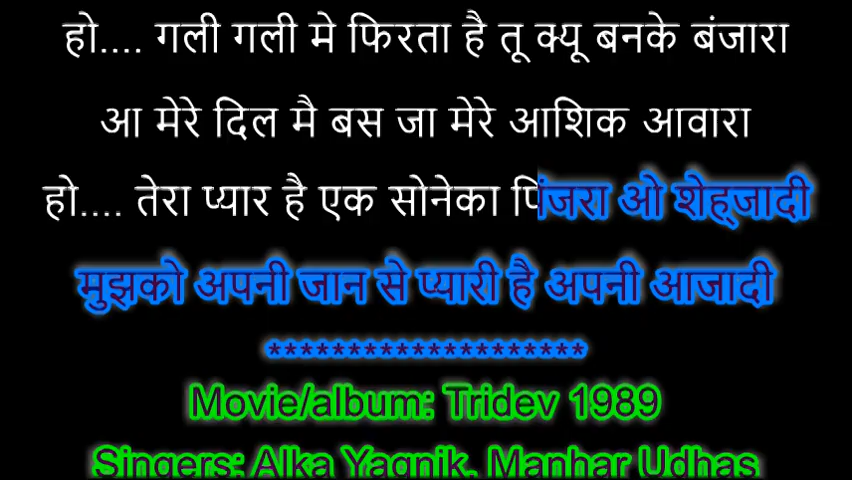 हो.... गली गली मे फिरता है तू क्यू बनके बंजारा
आ मेरे दिल मै बस जा मेरे आशिक आवारा
हो.... तेरा प्यार है एक सोनेका पिंजरा ओ शेह्जादी
मुझको अपनी जान से प्यारी है अपनी आजादी
********************
Movie/album: Tridev 1989
Singers: Alka Yagnik, Manhar Udhas